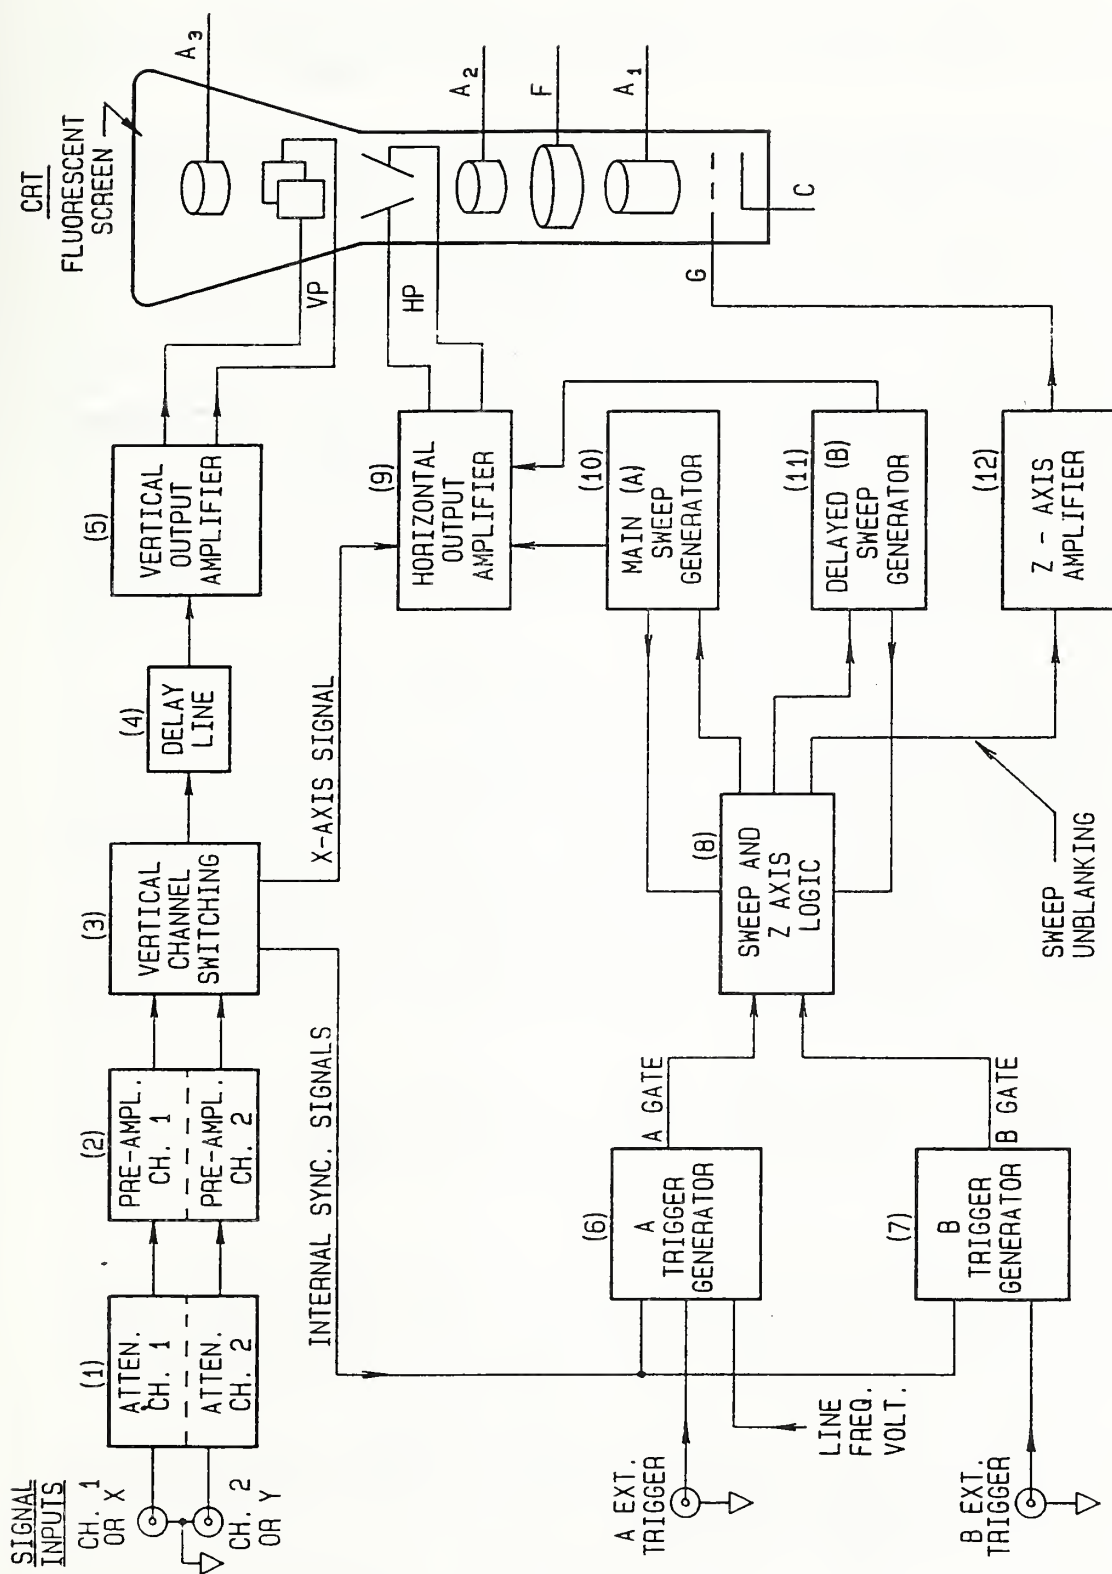 SIGNAL
INPUTS
CH. 1
OR X
CH. 2
OR Y
(1)
ATTEN.
CH. 1
ATTEN.
CH. 2
(2)
PRE-AMPL.
CH. 1
PRE-AMPL.
CH. 2
(3)
VERTICAL
CHANNEL
SWITCHING
(4)
DELAY
LINE
(5)
VERTICAL
OUTPUT
AMPLIFIER
CRT
FLUORESCENT
SCREEN
A3
VP
HP
A2
F
A1
G
C
INTERNAL SYNC. SIGNALS
X-AXIS SIGNAL
(9)
HORIZONTAL
OUTPUT
AMPLIFIER
(10)
MAIN (A)
SWEEP
GENERATOR
(11)
DELAYED (B)
SWEEP
GENERATOR
(12)
Z - AXIS
AMPLIFIER
(8)
SWEEP AND
Z AXIS
LOGIC
SWEEP
UNBLANKING
A EXT.
TRIGGER
LINE
FREQ.
VOLT.
(6)
A
TRIGGER
GENERATOR
A GATE
B EXT.
TRIGGER
(7)
B
TRIGGER
GENERATOR
B GATE